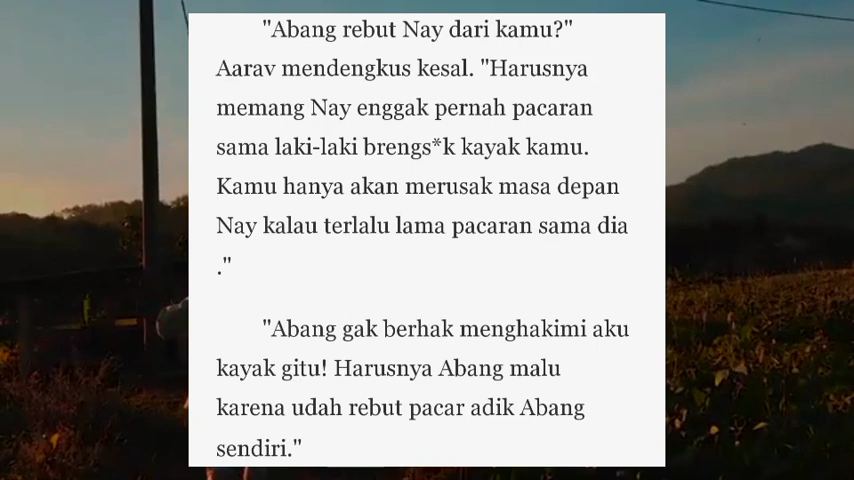 "Abang rebut Nay dari kamu?"
Aarav mendengkus kesal. "Harusnya
memang Nay enggak pernah pacaran
sama laki-laki brengs*k kayak kamu.
Kamu hanya akan merusak masa depan
Nay kalau terlalu lama pacaran sama dia
."
"Abang gak berhak menghakimi aku
kayak gitu! Harusnya Abang malu
karena udah rebut pacar adik Abang
sendiri."